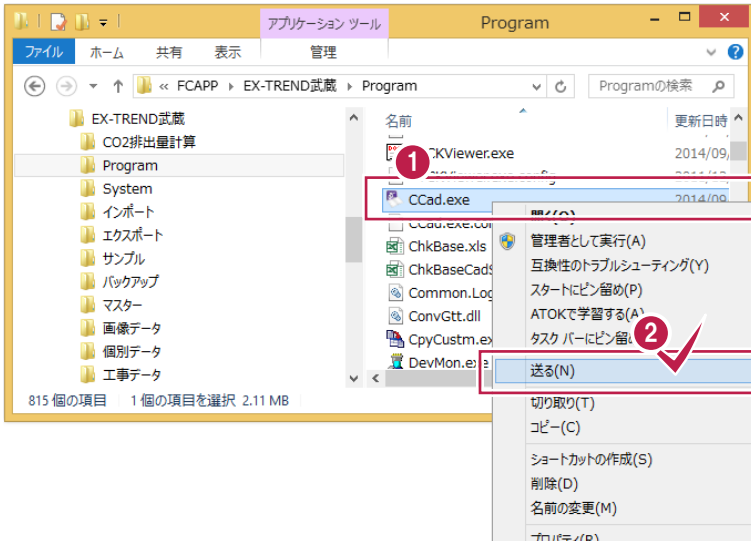 アプリケーション ツール
Program
ファイル ホーム 共有 表示 管理
« FCAPP EX-TREND武蔵 Program
Programの検索
EX-TREND武蔵
CO2排出量計算
Program
System
インポート
エクスポート
サンプル
バックアップ
マスター
画像データ
個別データ
工事データ
名前 更新日時
CKViewer.exe 2014/09/
1
CCad.exe 2014/09
ChkBase.xls
ChkBaseCadS
Common.Log
ConvGtt.dll
CpyCustm.ex
DevMon.exe
開く(O)
管理者として実行(A)
互換性のトラブルシューティング(Y)
スタートにピン留め(P)
ATOKで学習する(A)
タスク バーにピン留
2
送る(N)
切り取り(T)
コピー(C)
ショートカットの作成(S)
削除(D)
名前の変更(M)
プロパティ(R)
815 個の項目 1 個の項目を選択 2.11 MB